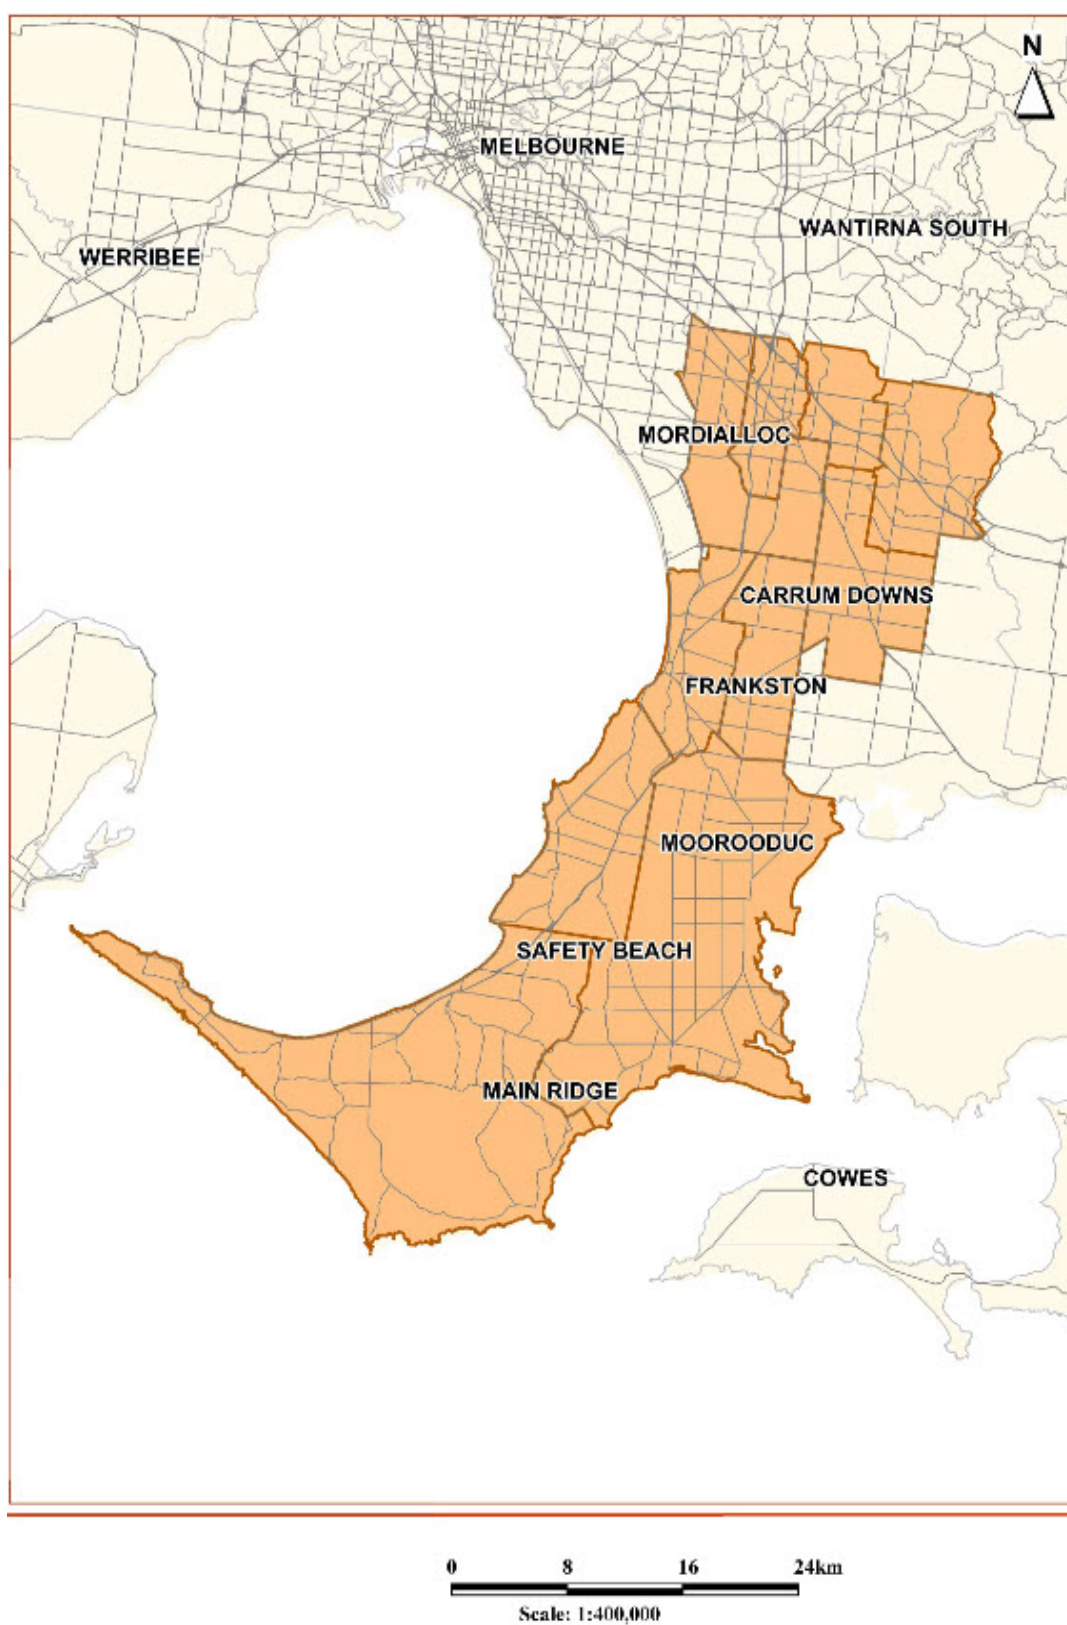 N
MELBOURNE
WANTIRNA SOUTH
WERRIBEE
MORDIALLOC
CARRUM DOWNS
FRANKSTON
MOOROODUC
SAFETY BEACH
MAIN RIDGE
COWES
0 8 16 24km
Scale: 1:400,000